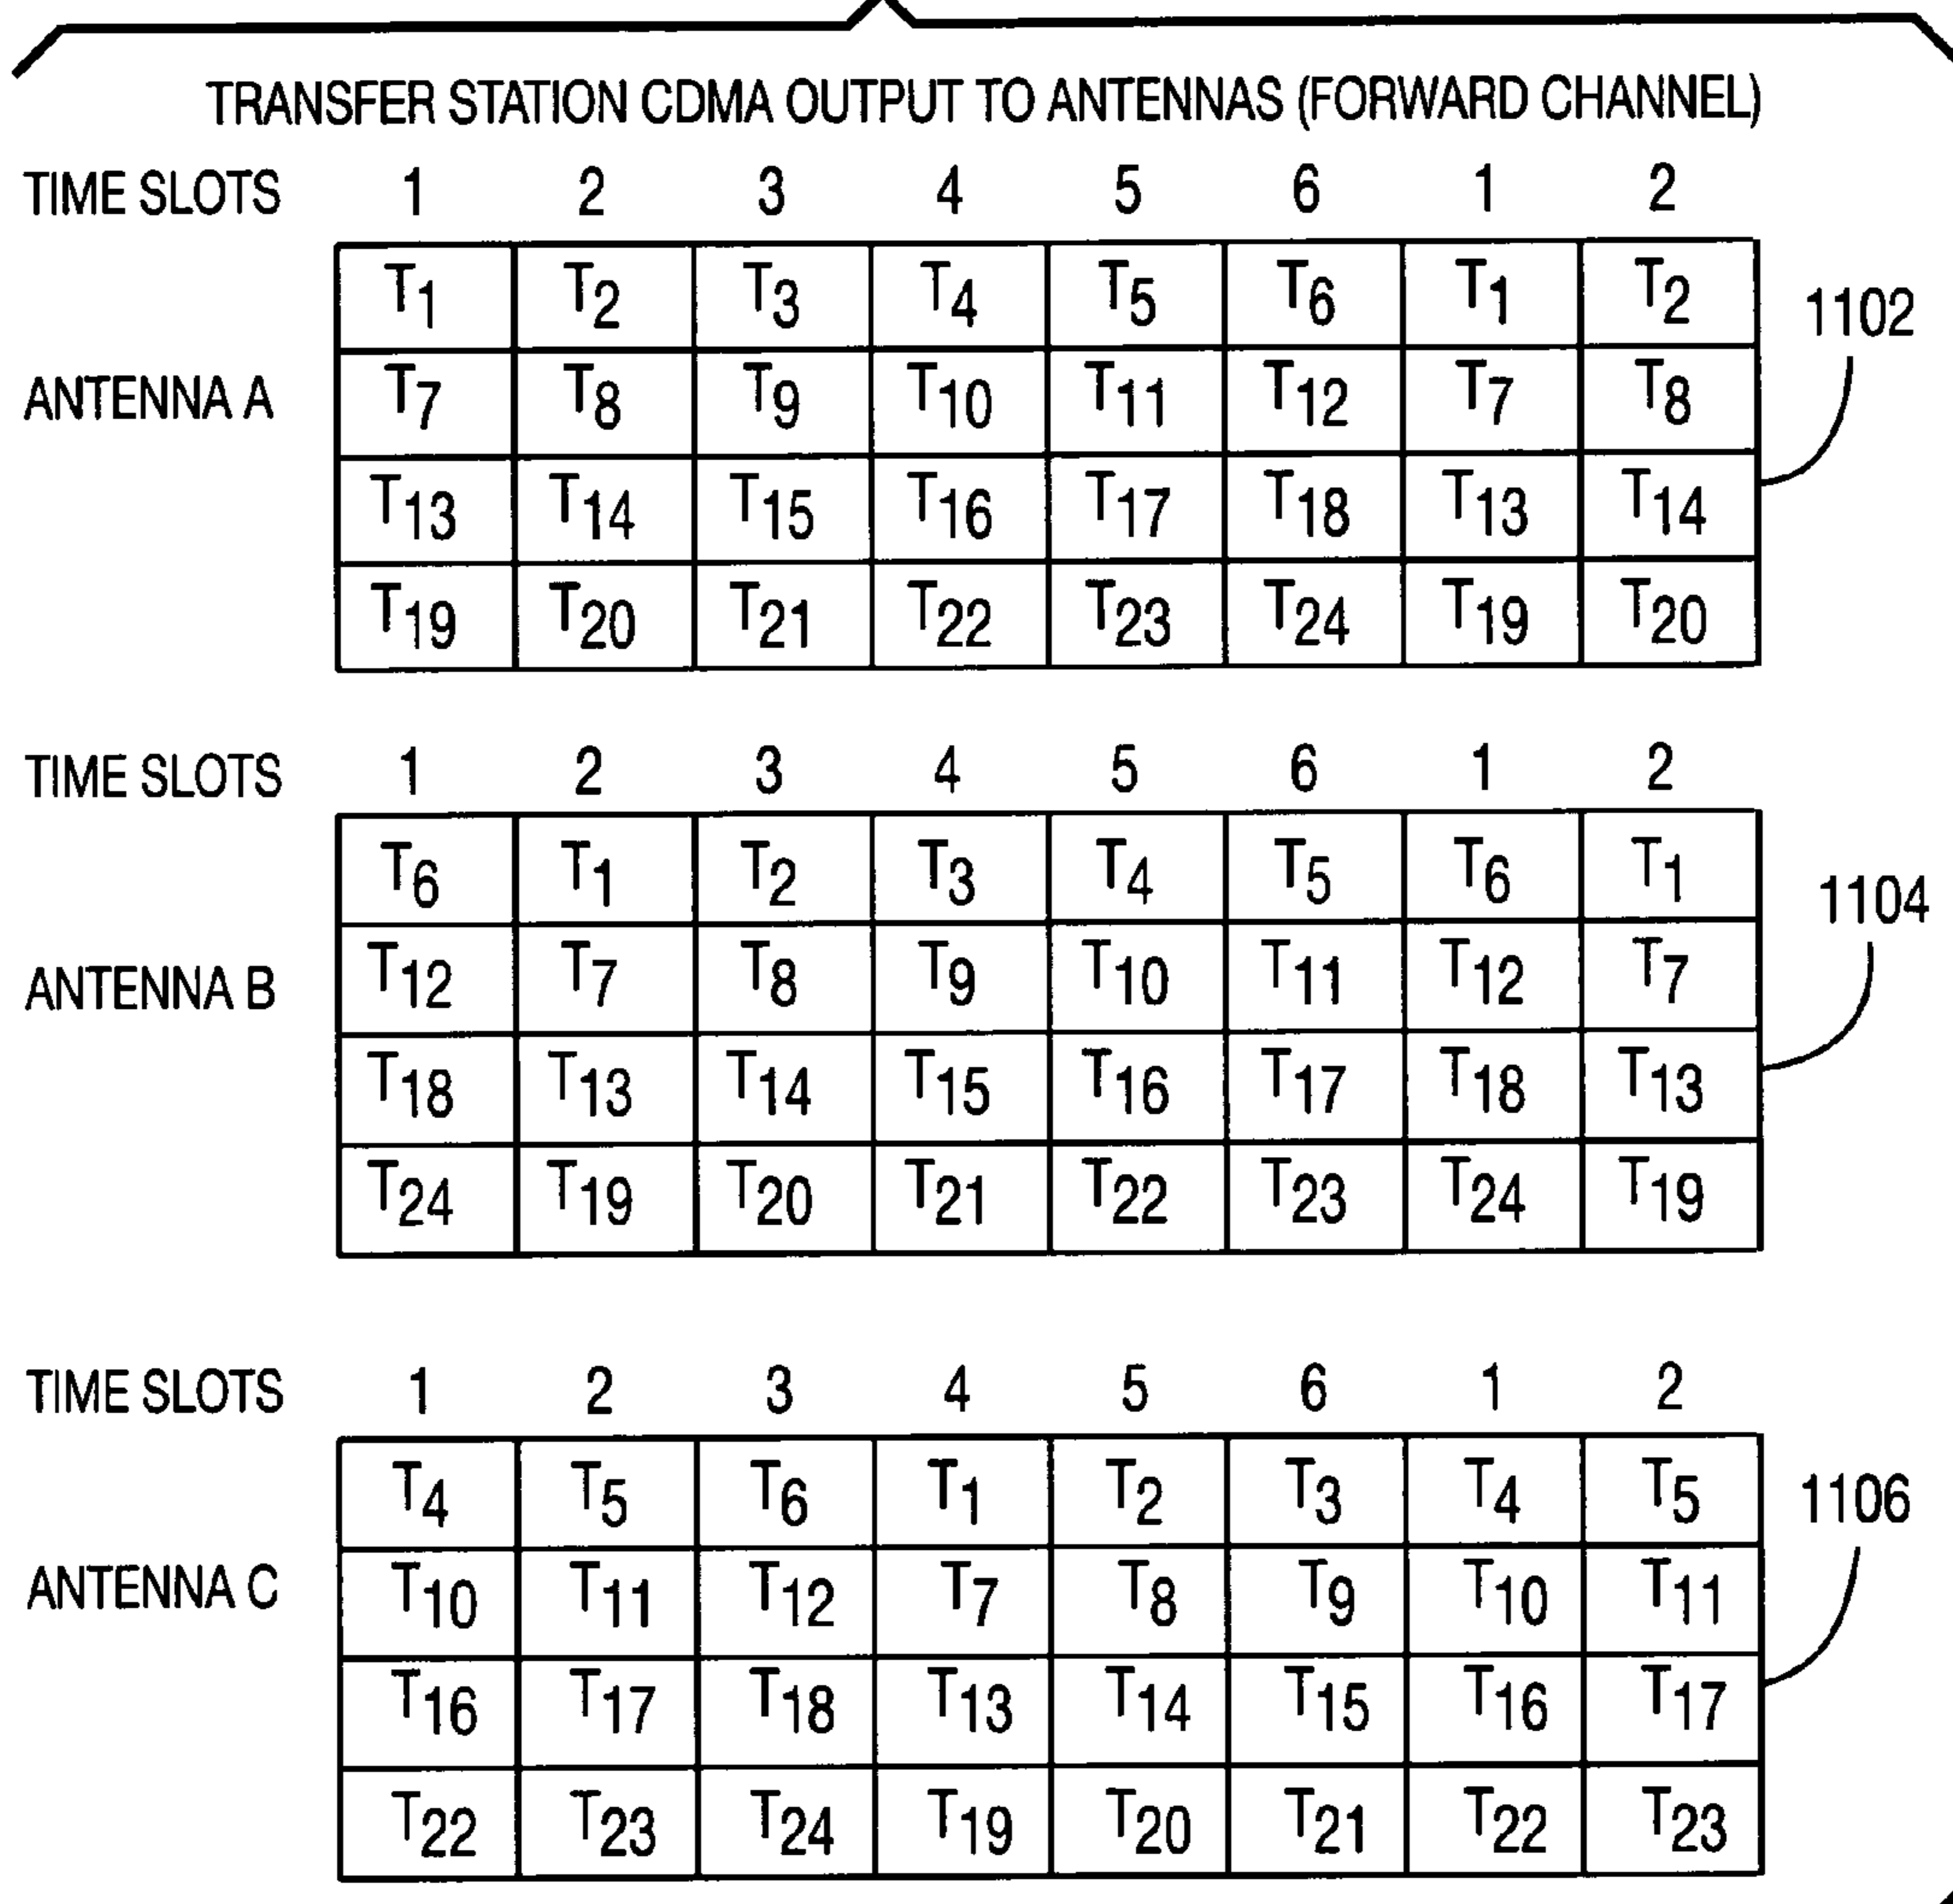 TRANSFER STATION CDMA OUTPUT TO ANTENNAS (FORWARD CHANNEL)
TIME SLOTS 1 2 3 4 5 6 1 2
T1 T2 T3 T4 T5 T6 T1 T2
1102
ANTENNA A T7 T8 T9 T10 T11 T12 T7 T8
T13 T14 T15 T16 T17 T18 T13 T14
T19 T20 T21 T22 T23 T24 T19 T20
TIME SLOTS 1 2 3 4 5 6 1 2
T6 T1 T2 T3 T4 T5 T6 T1
1104
ANTENNA B T12 T7 T8 T9 T10 T11 T12 T7
T18 T13 T14 T15 T16 T17 T18 T13
T24 T19 T20 T21 T22 T23 T24 T19
TIME SLOTS 1 2 3 4 5 6 1 2
T4 T5 T6 T1 T2 T3 T4 T5
1106
ANTENNA C T10 T11 T12 T7 T8 T9 T10 T11
T16 T17 T18 T13 T14 T15 T16 T17
T22 T23 T24 T19 T20 T21 T22 T23